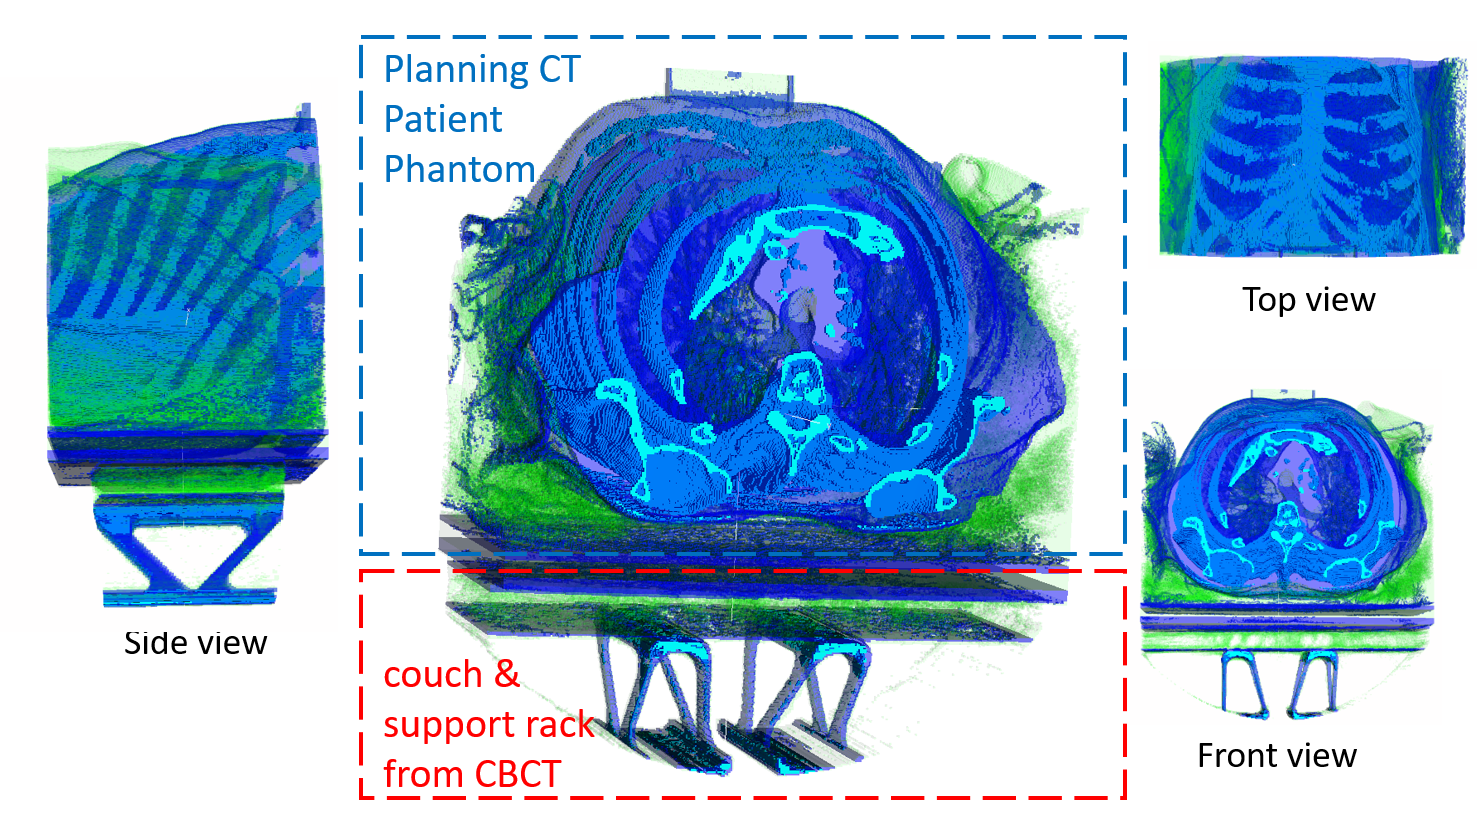 Planning CT
Patient
Phantom
couch &
support rack
from CBCT
Side view
Top view
Front view